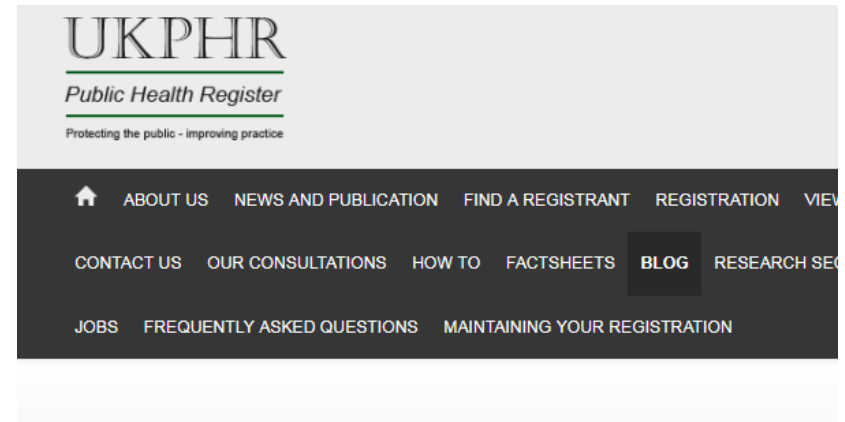 UKPHR
Public Health Register
Protecting the public - improving practice
ABOUT US NEWS AND PUBLICATION FIND A REGISTRANT REGISTRATION
CONTACT US OUR CONSULTATIONS HOW TO FACTSHEETS BLOG RESEARCH
JOBS FREQUENTLY ASKED QUESTIONS MAINTAINING YOUR REGISTRATION